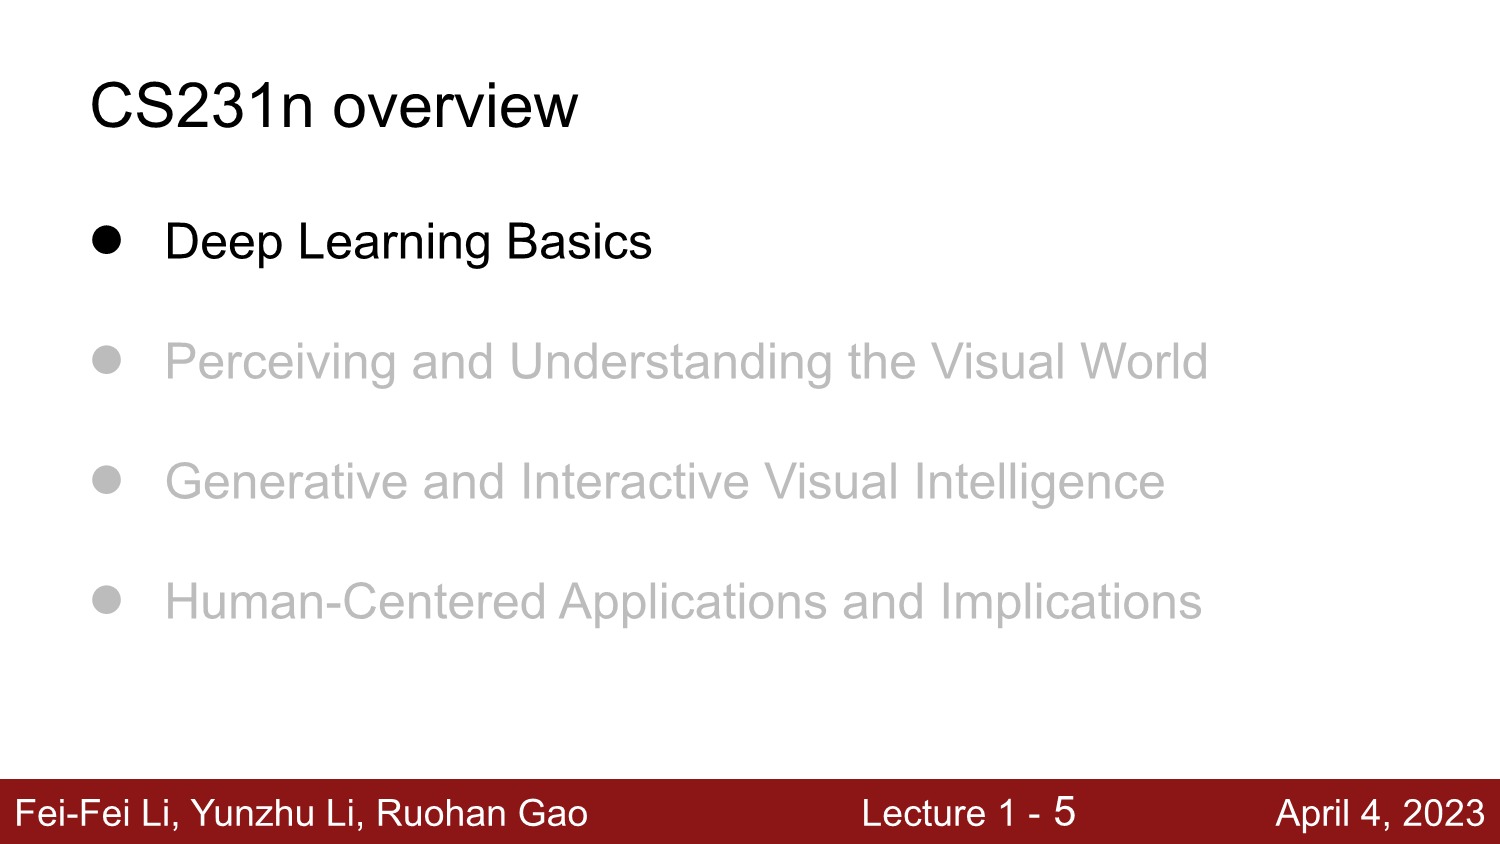 CS231n overview
● Deep Learning Basics
● Perceiving and Understanding the Visual World
● Generative and Interactive Visual Intelligence
● Human-Centered Applications and Implications
Fei-Fei Li, Yunzhu Li, Ruohan Gao Lecture 1 - 5 April 4, 2023